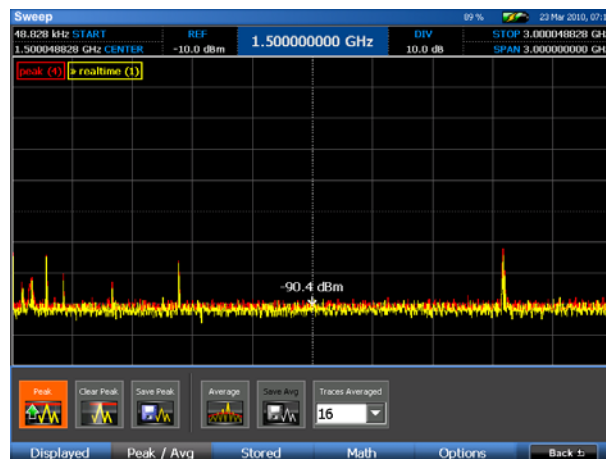 Sweep 89 % 23 Mar 2010, 07:1
48.828 kHz START REF 1.500000000 GHz DIV STOP 3.000048828 GH
1.500048828 GHz CENTER -10.0 dBm 10.0 dB SPAN 3.000000000 GH
peak (4) » realtime (1)
-90.4 dBm
Peak Clear Peak Save Peak Average Save Avg Traces Averaged
16
Displayed Peak / Avg Stored Math Options Back